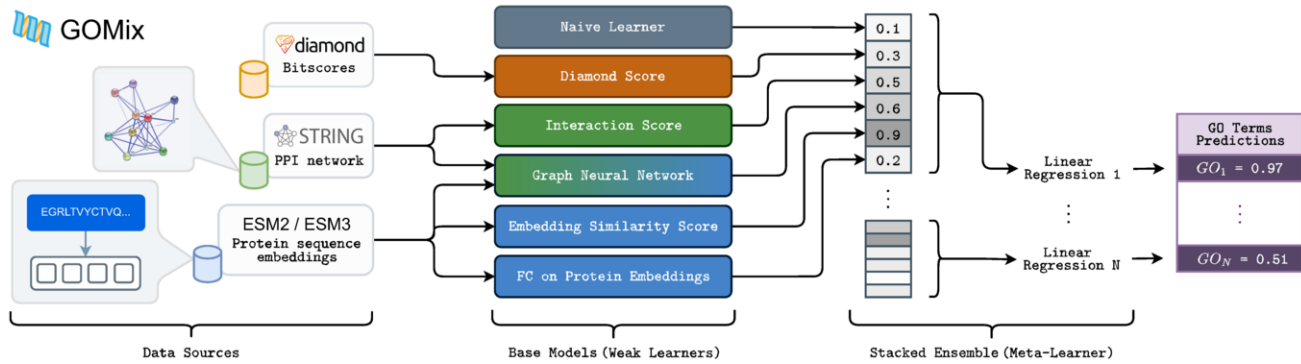 GOMix
diamond
Bitscores
STRING
PPI network
EGRLTVYCTVQ...
ESM2 / ESM3
Protein sequence
embeddings
Data Sources
Naive Learner
Diamond Score
Interaction Score
Graph Neural Network
Embedding Similarity Score
FC on Protein Embeddings
Base Models (Weak Learners)
0.1
0.3
0.5
0.6
0.9
0.2
Linear
Regression 1
Linear
Regression N
Stacked Ensemble (Meta-Learner)
GO Terms
Predictions
GO₁ = 0.97
GO_N = 0.51